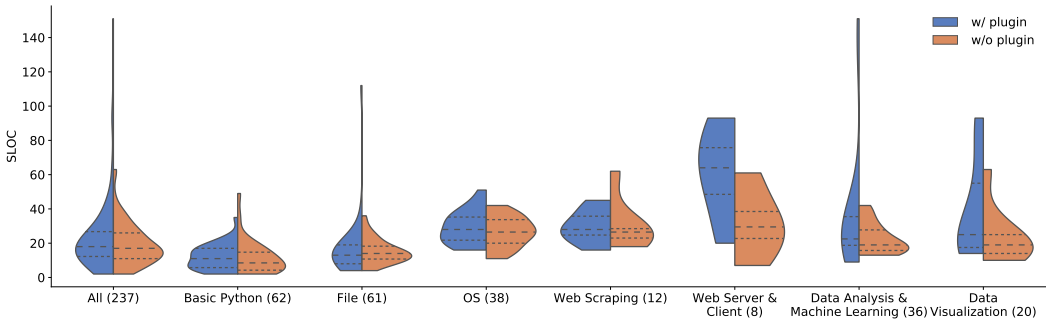 w/ plugin
w/o plugin
SLOC
140
120
100
80
60
40
20
0
All (237)
Basic Python (62)
File (61)
OS (38)
Web Scraping (12)
Web Server &
Client (8)
Data Analysis &
Machine Learning (36)
Data
Visualization (20)